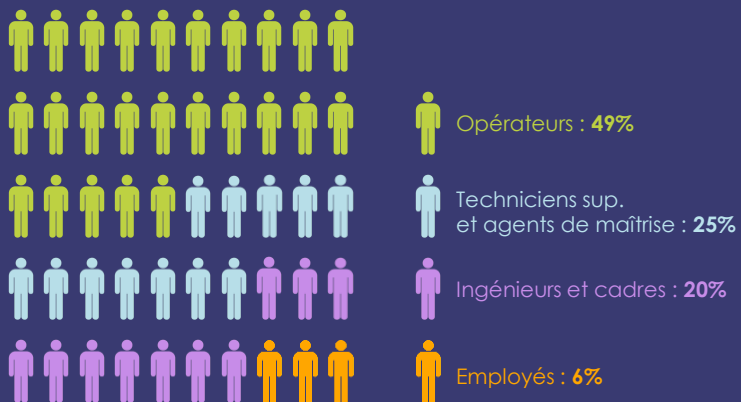 Opérateurs : 49%
Techniciens sup.
et agents de maîtrise : 25%
Ingénieurs et cadres : 20%
Employés : 6%